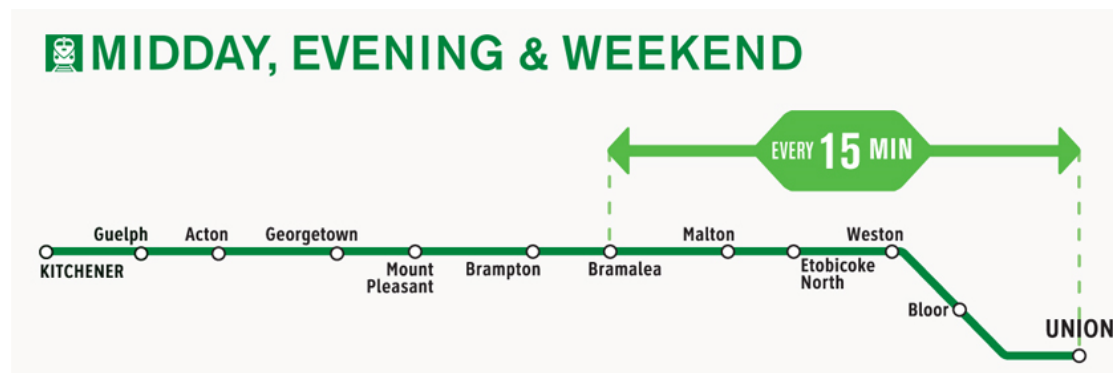 MIDDAY, EVENING & WEEKEND
EVERY 15 MIN
Guelph
Acton
Georgetown
Malton
Weston
KITCHENER
Mount
Pleasant
Brampton
Bramalea
Etobicoke
North
Bloor
UNION